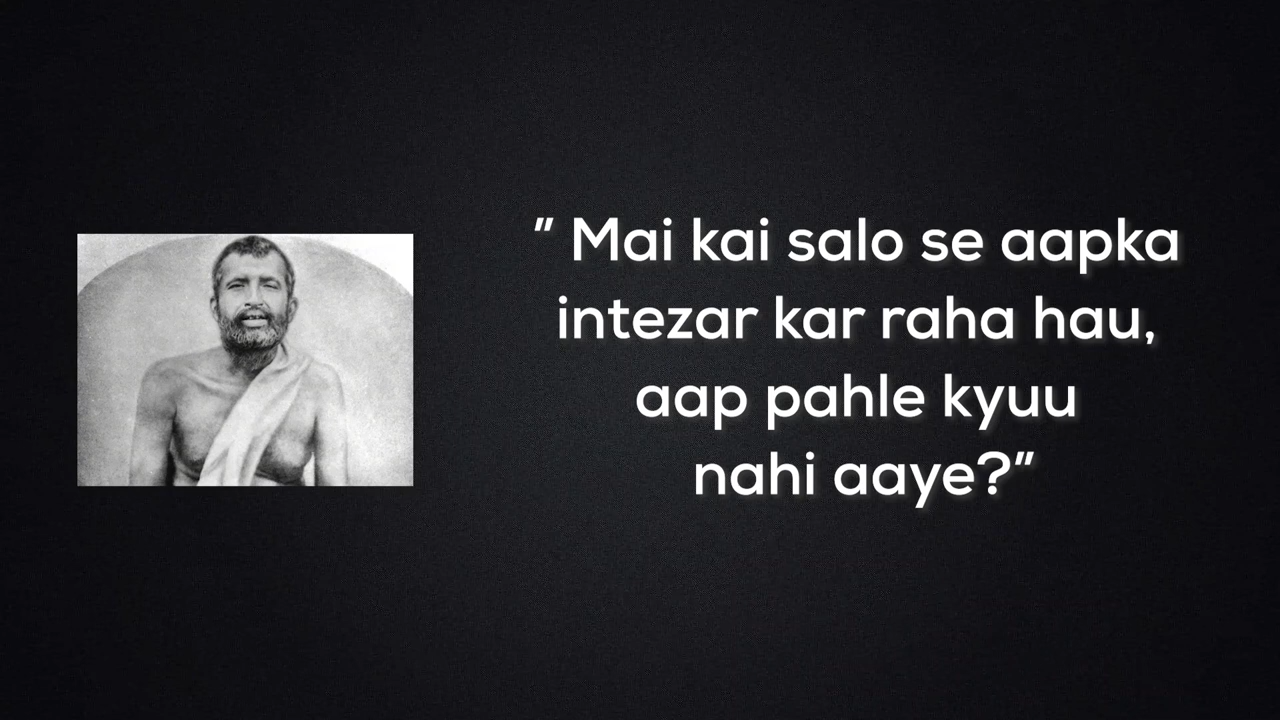 " Mai kai salo se aapka
intezar kar raha hau,
aap pahle kyuu
nahi aaye?"